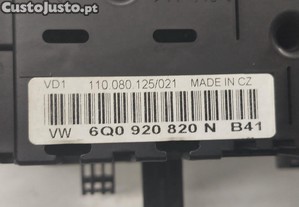 CustoJusto.pt
VD1 110.080.125/021 MADE IN CZ
VW 6Q0 920 820 N B41